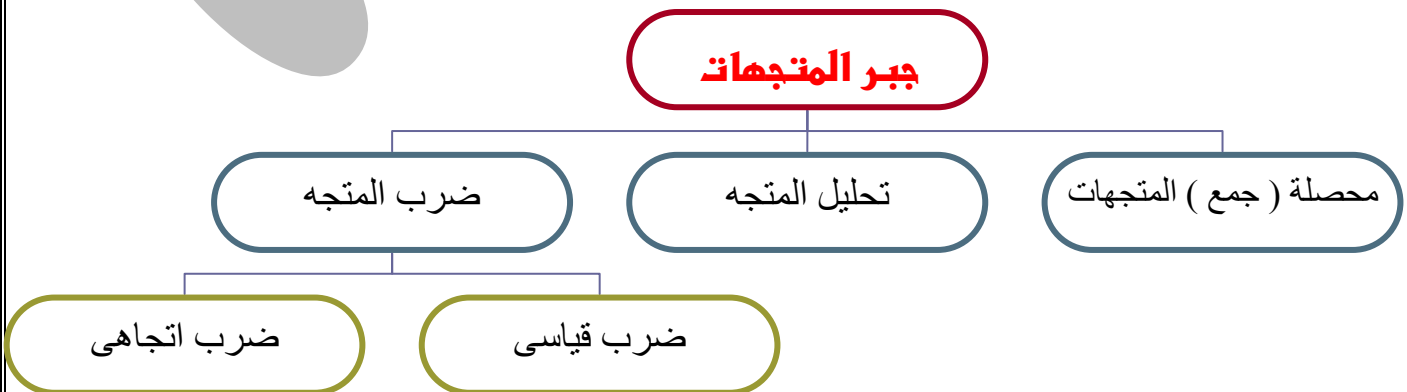 جبر المتجهات
محصلة ( جمع ) المتجهات
تحليل المتجه
ضرب المتجه
ضرب قياسى
ضرب اتجاهى